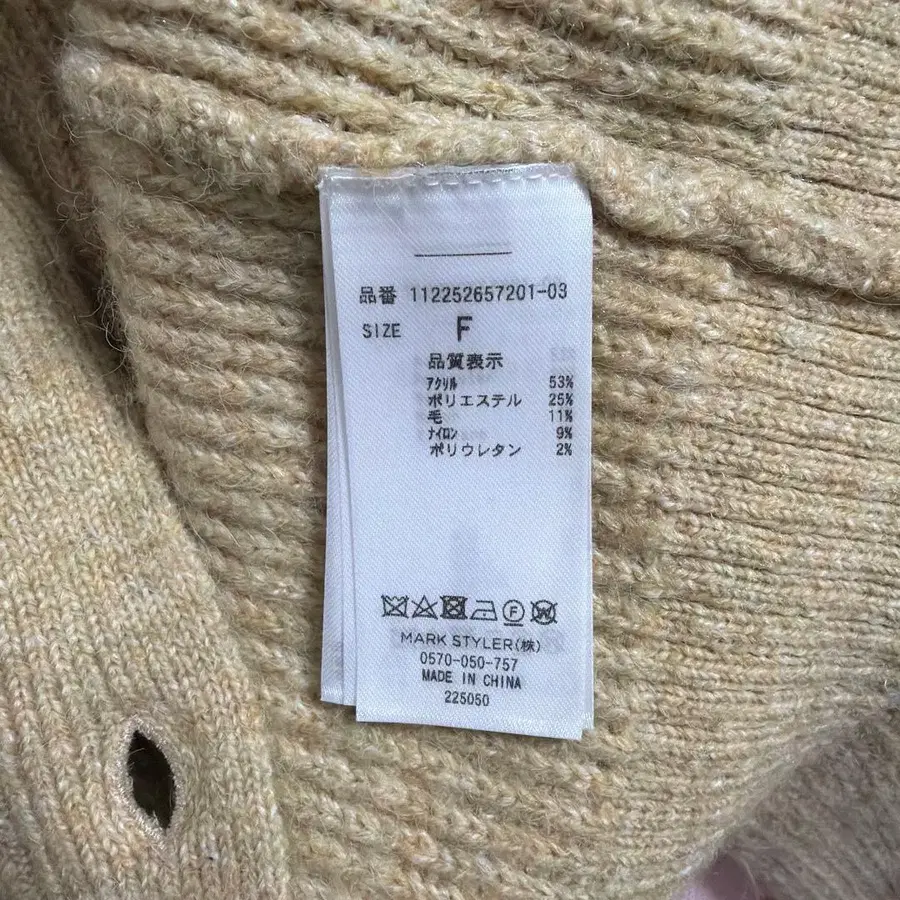 品番 112252657201-03
SIZE F
品質表示
アクリル 53%
ポリエステル 25%
毛 11%
ナイロン 9%
ポリウレタン 2%
MARK STYLER(株)
0570-050-757
MADE IN CHINA
225050